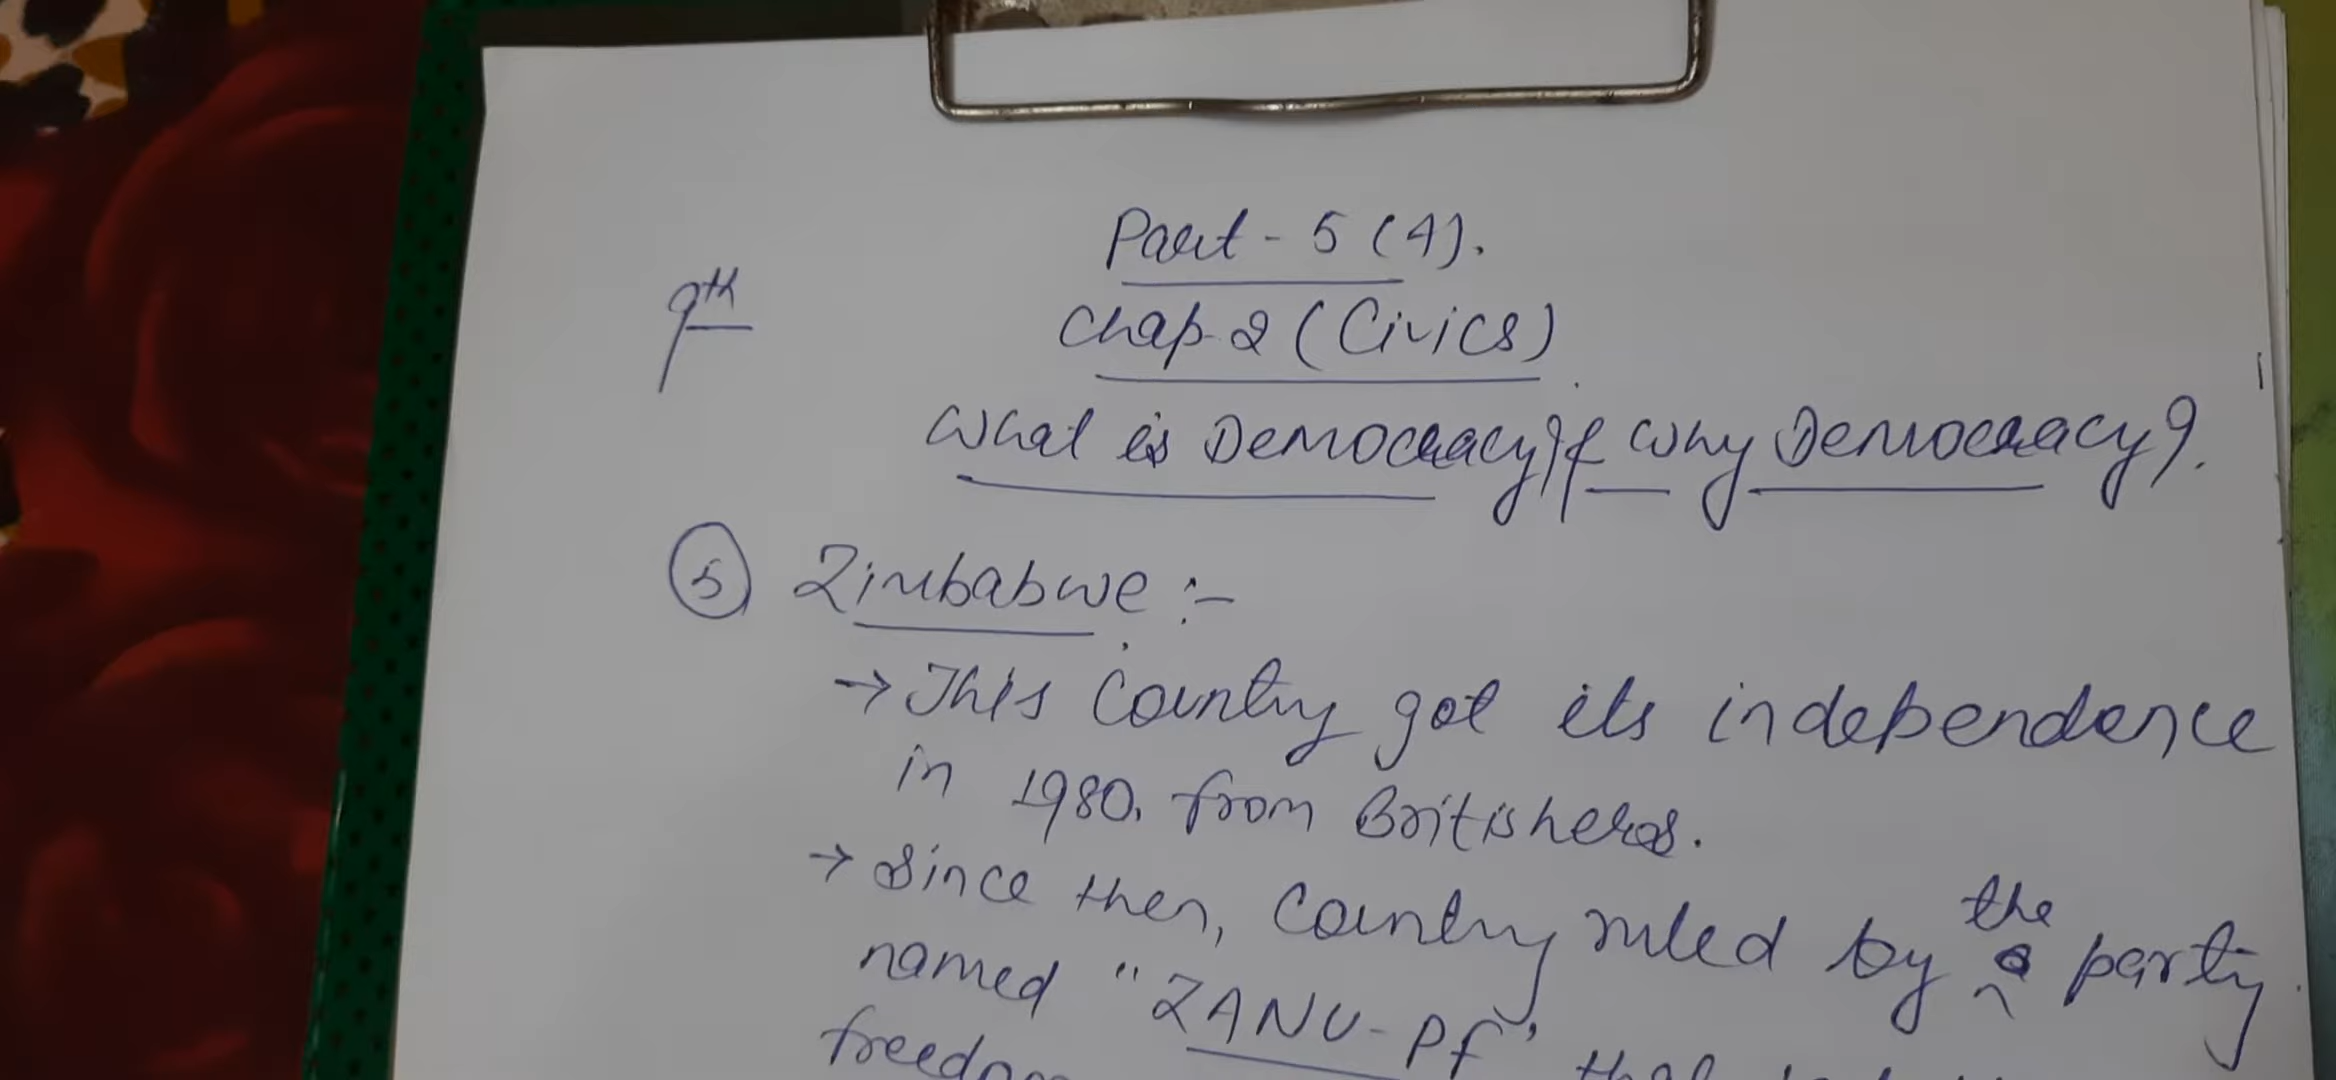 Part - 5 (A).
9th
Chap. 2 (Civics)
What is Democracy? & Why Democracy?.
5 Zimbabwe :-
→ This Country got its independence
in 1980. from Britishers.
→ Since then, Country ruled by the party
named "ZANU-PF"
freedom